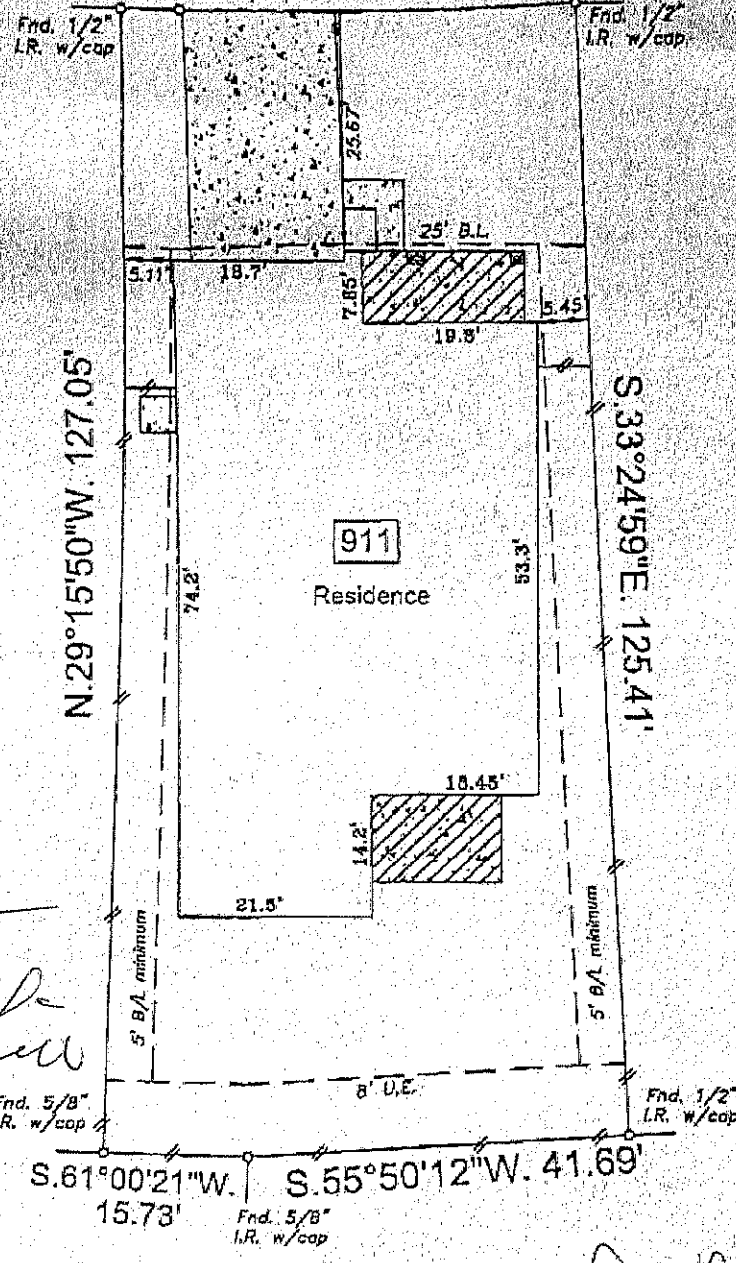 Fnd. 1/2"
I.R. w/cap
Fnd. 1/2"
I.R. w/cap
25.67'
25' B.L.
5.11'
18.7'
7.85'
19.8'
5.45'
N.29°15'50"W. 127.05'
S.33°24'59"E. 125.41'
911
Residence
74.2'
53.3'
14.2'
21.5'
5' B/L minimum
5' B/L minimum
8' U.E.
Fnd. 5/8"
I.R. w/cap
Fnd. 1/2"
I.R. w/cap
S.61°00'21"W.
15.73'
S.55°50'12"W. 41.69'
Fnd. 5/8"
I.R. w/cap